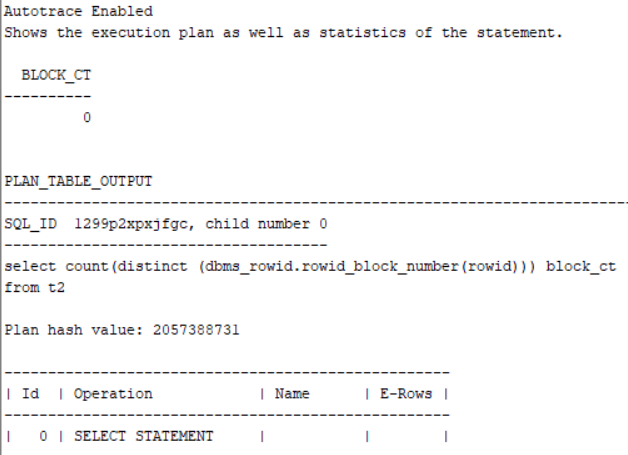 Autotrace Enabled
Shows the execution plan as well as statistics of the statement.
BLOCK_CT
----------
0
PLAN_TABLE_OUTPUT
------------------------------------------------------------------------
SQL_ID  1299p2xpxjfgc, child number 0
-------------------------------------
select count(distinct (dbms_rowid.rowid_block_number(rowid))) block_ct
from t2
Plan hash value: 2057388731
---------------------------------------------------
| Id  | Operation            | Name     | E-Rows |
---------------------------------------------------
|   0 | SELECT STATEMENT     |          |        |